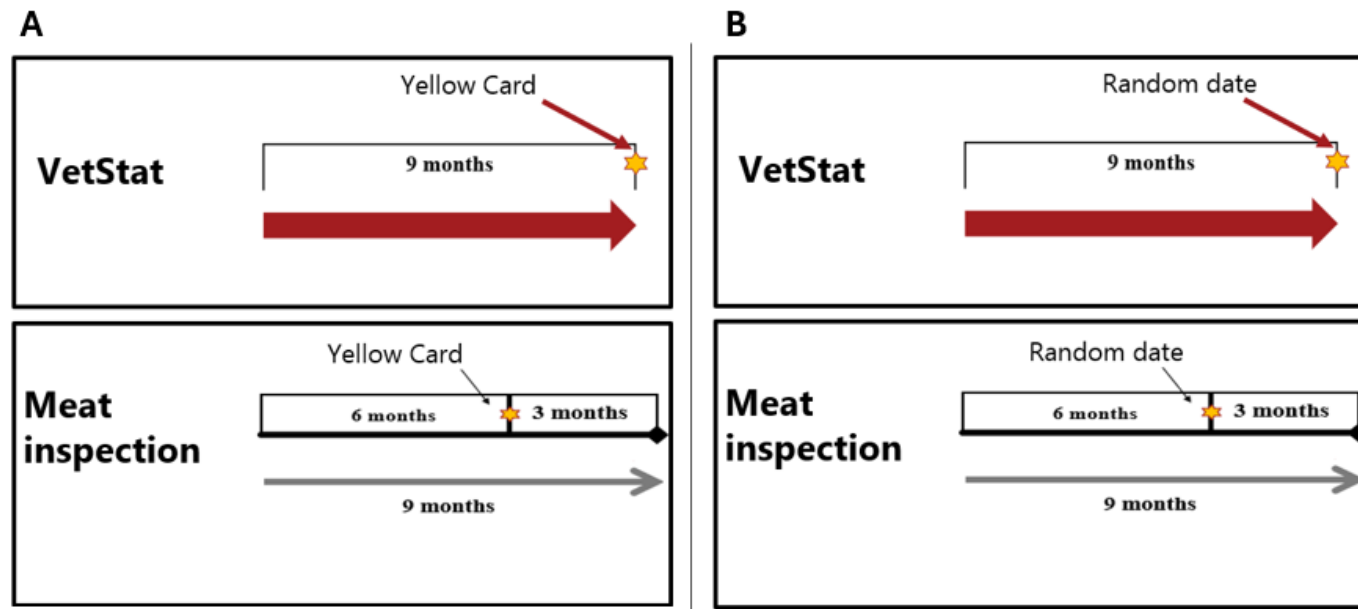 A
Yellow Card
VetStat
9 months
Yellow Card
Meat
inspection
6 months
3 months
9 months
B
Random date
VetStat
9 months
Random date
Meat
inspection
6 months
3 months
9 months